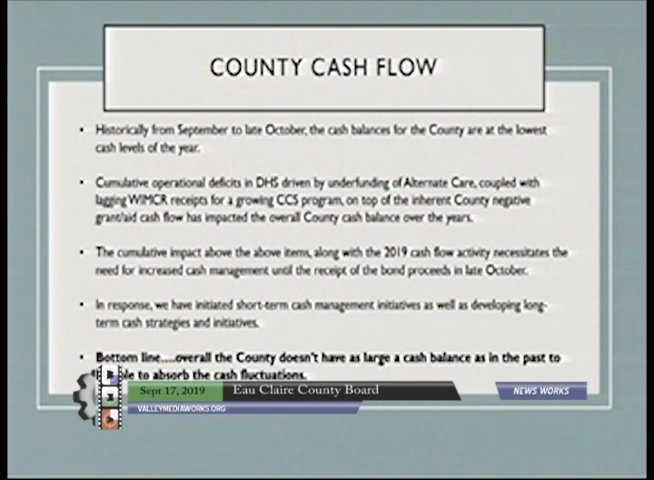 COUNTY CASH FLOW
• Historically from September to late October, the cash balances for the County are at the lowest
cash levels of the year.
• Cumulative operational deficits in DHS driven by underfunding of Alternate Care, coupled with
lagging WIMCR receipts for a growing CCS program, on top of the inherent County negative
grant/aid cash flow has impacted the overall County cash balance over the years.
• The cumulative impact above the above items, along with the 2019 cash flow activity necessitates the
need for increased cash management until the receipt of the bond proceeds in late October.
• In response, we have initiated short-term cash management initiatives as well as developing long-
term cash strategies and initiatives.
• Bottom line....overall the County doesn't have as large a cash balance as in the past to
to absorb the cash fluctuations.
Sept 17, 2019 Eau Claire County Board NEWS WORKS
VALLEYMEDIAWORKS.ORG